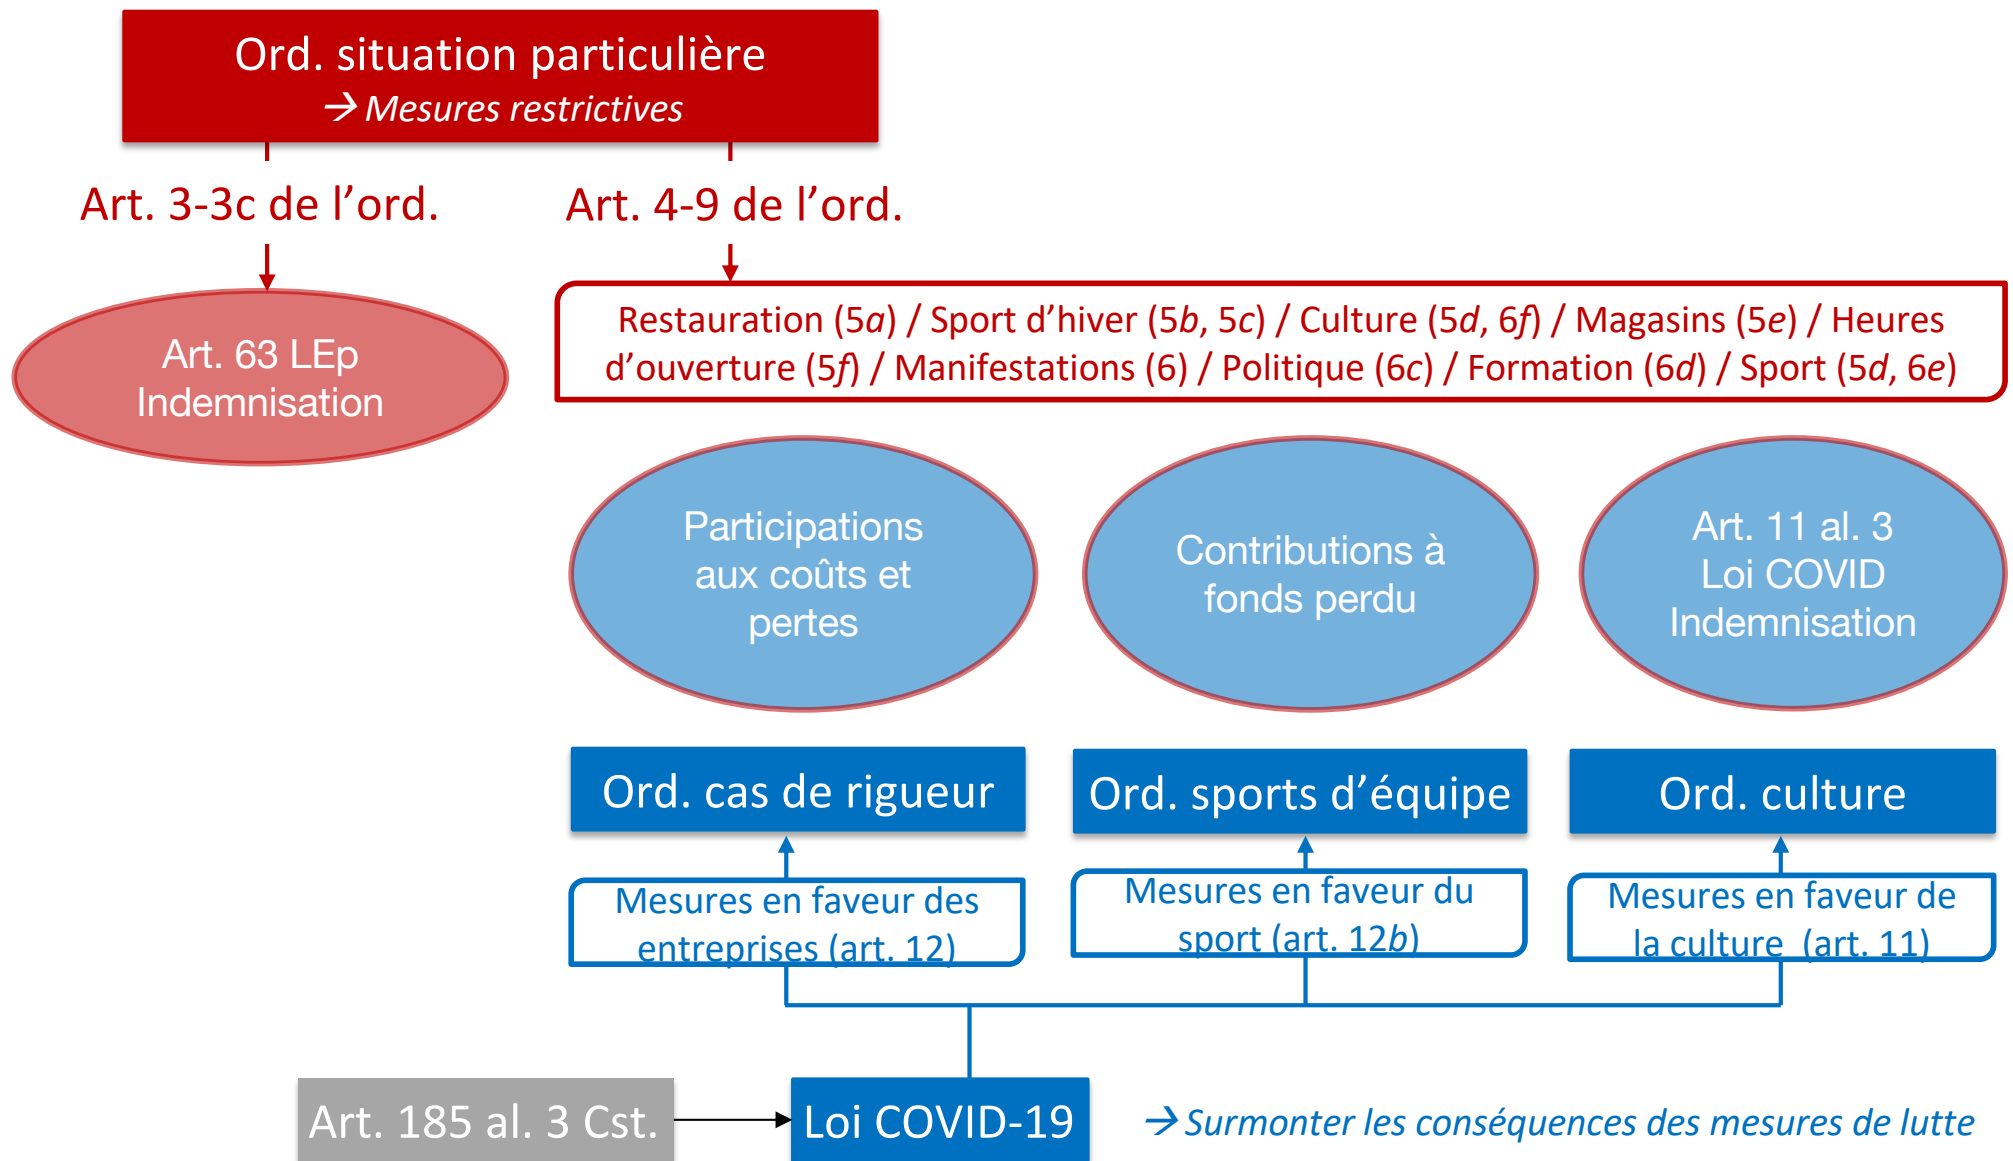 Ord. situation particulière
→ Mesures restrictives
Art. 3-3c de l’ord.
Art. 4-9 de l’ord.
Art. 63 LEp
Indemnisation
Restauration (5a) / Sport d’hiver (5b, 5c) / Culture (5d, 6f) / Magasins (5e) / Heures
d’ouverture (5f) / Manifestations (6) / Politique (6c) / Formation (6d) / Sport (5d, 6e)
Participations
aux coûts et
pertes
Contributions à
fonds perdu
Art. 11 al. 3
Loi COVID
Indemnisation
Ord. cas de rigueur
Ord. sports d’équipe
Ord. culture
Mesures en faveur des
entreprises (art. 12)
Mesures en faveur du
sport (art. 12b)
Mesures en faveur de
la culture  (art. 11)
Art. 185 al. 3 Cst.
Loi COVID-19
→ Surmonter les conséquences des mesures de lutte